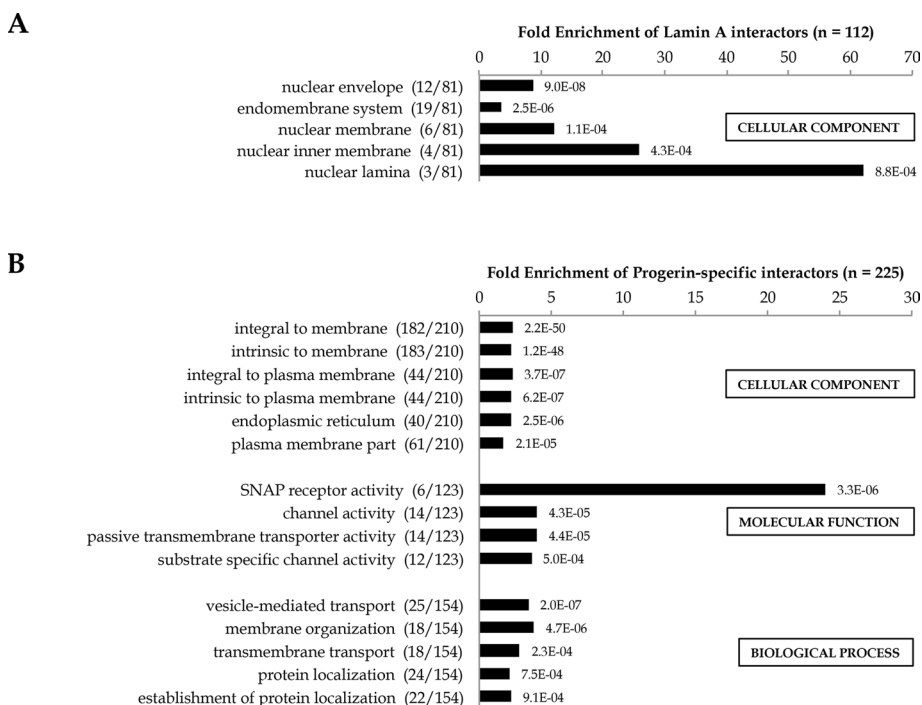 A
Fold Enrichment of Lamin A interactors (n = 112)
0 10 20 30 40 50 60 70
nuclear envelope (12/81) 9.0E-08
endomembrane system (19/81) 2.5E-06
nuclear membrane (6/81) 1.1E-04
CELLULAR COMPONENT
nuclear inner membrane (4/81) 4.3E-04
nuclear lamina (3/81) 8.8E-04
B
Fold Enrichment of Progerin-specific interactors (n = 225)
0 5 10 15 20 25 30
integral to membrane (182/210) 2.2E-50
intrinsic to membrane (183/210) 1.2E-48
integral to plasma membrane (44/210) 3.7E-07
CELLULAR COMPONENT
intrinsic to plasma membrane (44/210) 6.2E-07
endoplasmic reticulum (40/210) 2.5E-06
plasma membrane part (61/210) 2.1E-05
SNAP receptor activity (6/123) 3.3E-06
channel activity (14/123) 4.3E-05
MOLECULAR FUNCTION
passive transmembrane transporter activity (14/123) 4.4E-05
substrate specific channel activity (12/123) 5.0E-04
vesicle-mediated transport (25/154) 2.0E-07
membrane organization (18/154) 4.7E-06
transmembrane transport (18/154) 2.3E-04
BIOLOGICAL PROCESS
protein localization (24/154) 7.5E-04
establishment of protein localization (22/154) 9.1E-04